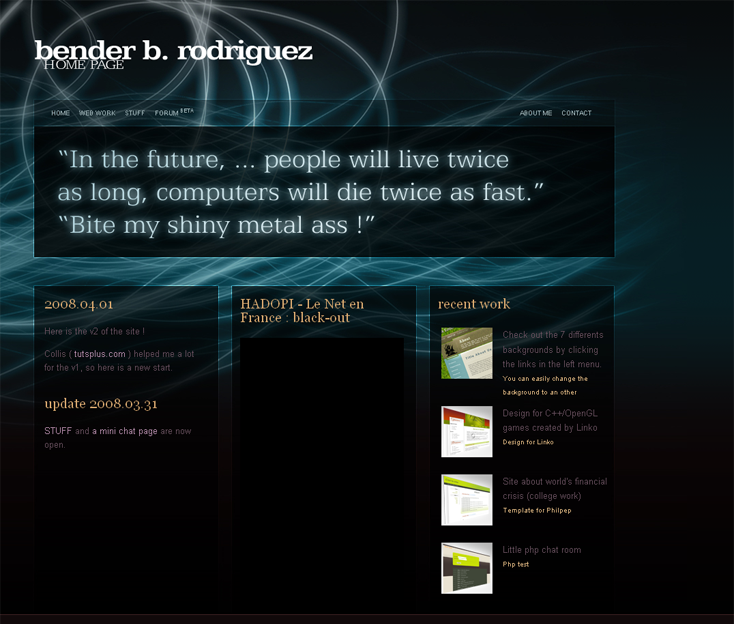 bender b. rodriguez
HOME PAGE
HOME WEB WORK STUFF FORUM BETA ABOUT ME CONTACT
“In the future, ... people will live twice
as long, computers will die twice as fast.”
“Bite my shiny metal ass !”
2008.04.01
Here is the v2 of the site !
Collis ( tutsplus.com ) helped me a lot
for the v1, so here is a new start.
update 2008.03.31
STUFF and a mini chat page are now
open.
HADOPI - Le Net en
France : black-out
recent work
Check out the 7 differents
backgrounds by clicking
the links in the left menu.
You can easily change the
background to an other
Design for C++/OpenGL
games created by Linko
Design for Linko
Site about world's financial
crisis (college work)
Template for Philpep
Little php chat room
Php test